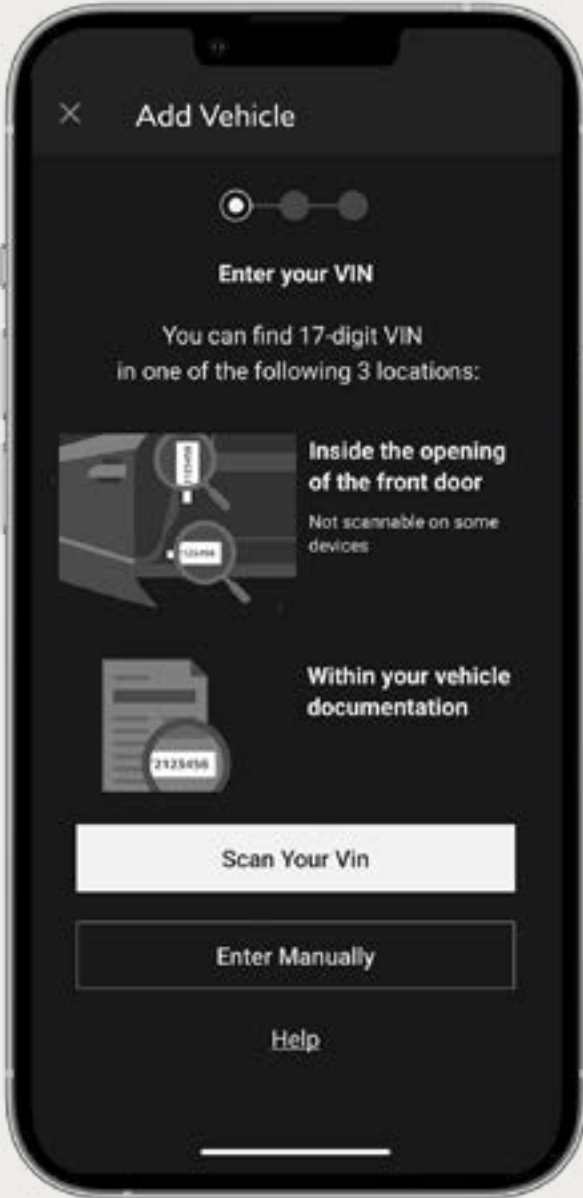 Add Vehicle
Enter your VIN
You can find 17-digit VIN
in one of the following 3 locations:
2123456
Inside the opening
of the front door
Not scannable on some
devices
123456
Within your vehicle
documentation
2123456
Scan Your Vin
Enter Manually
Help